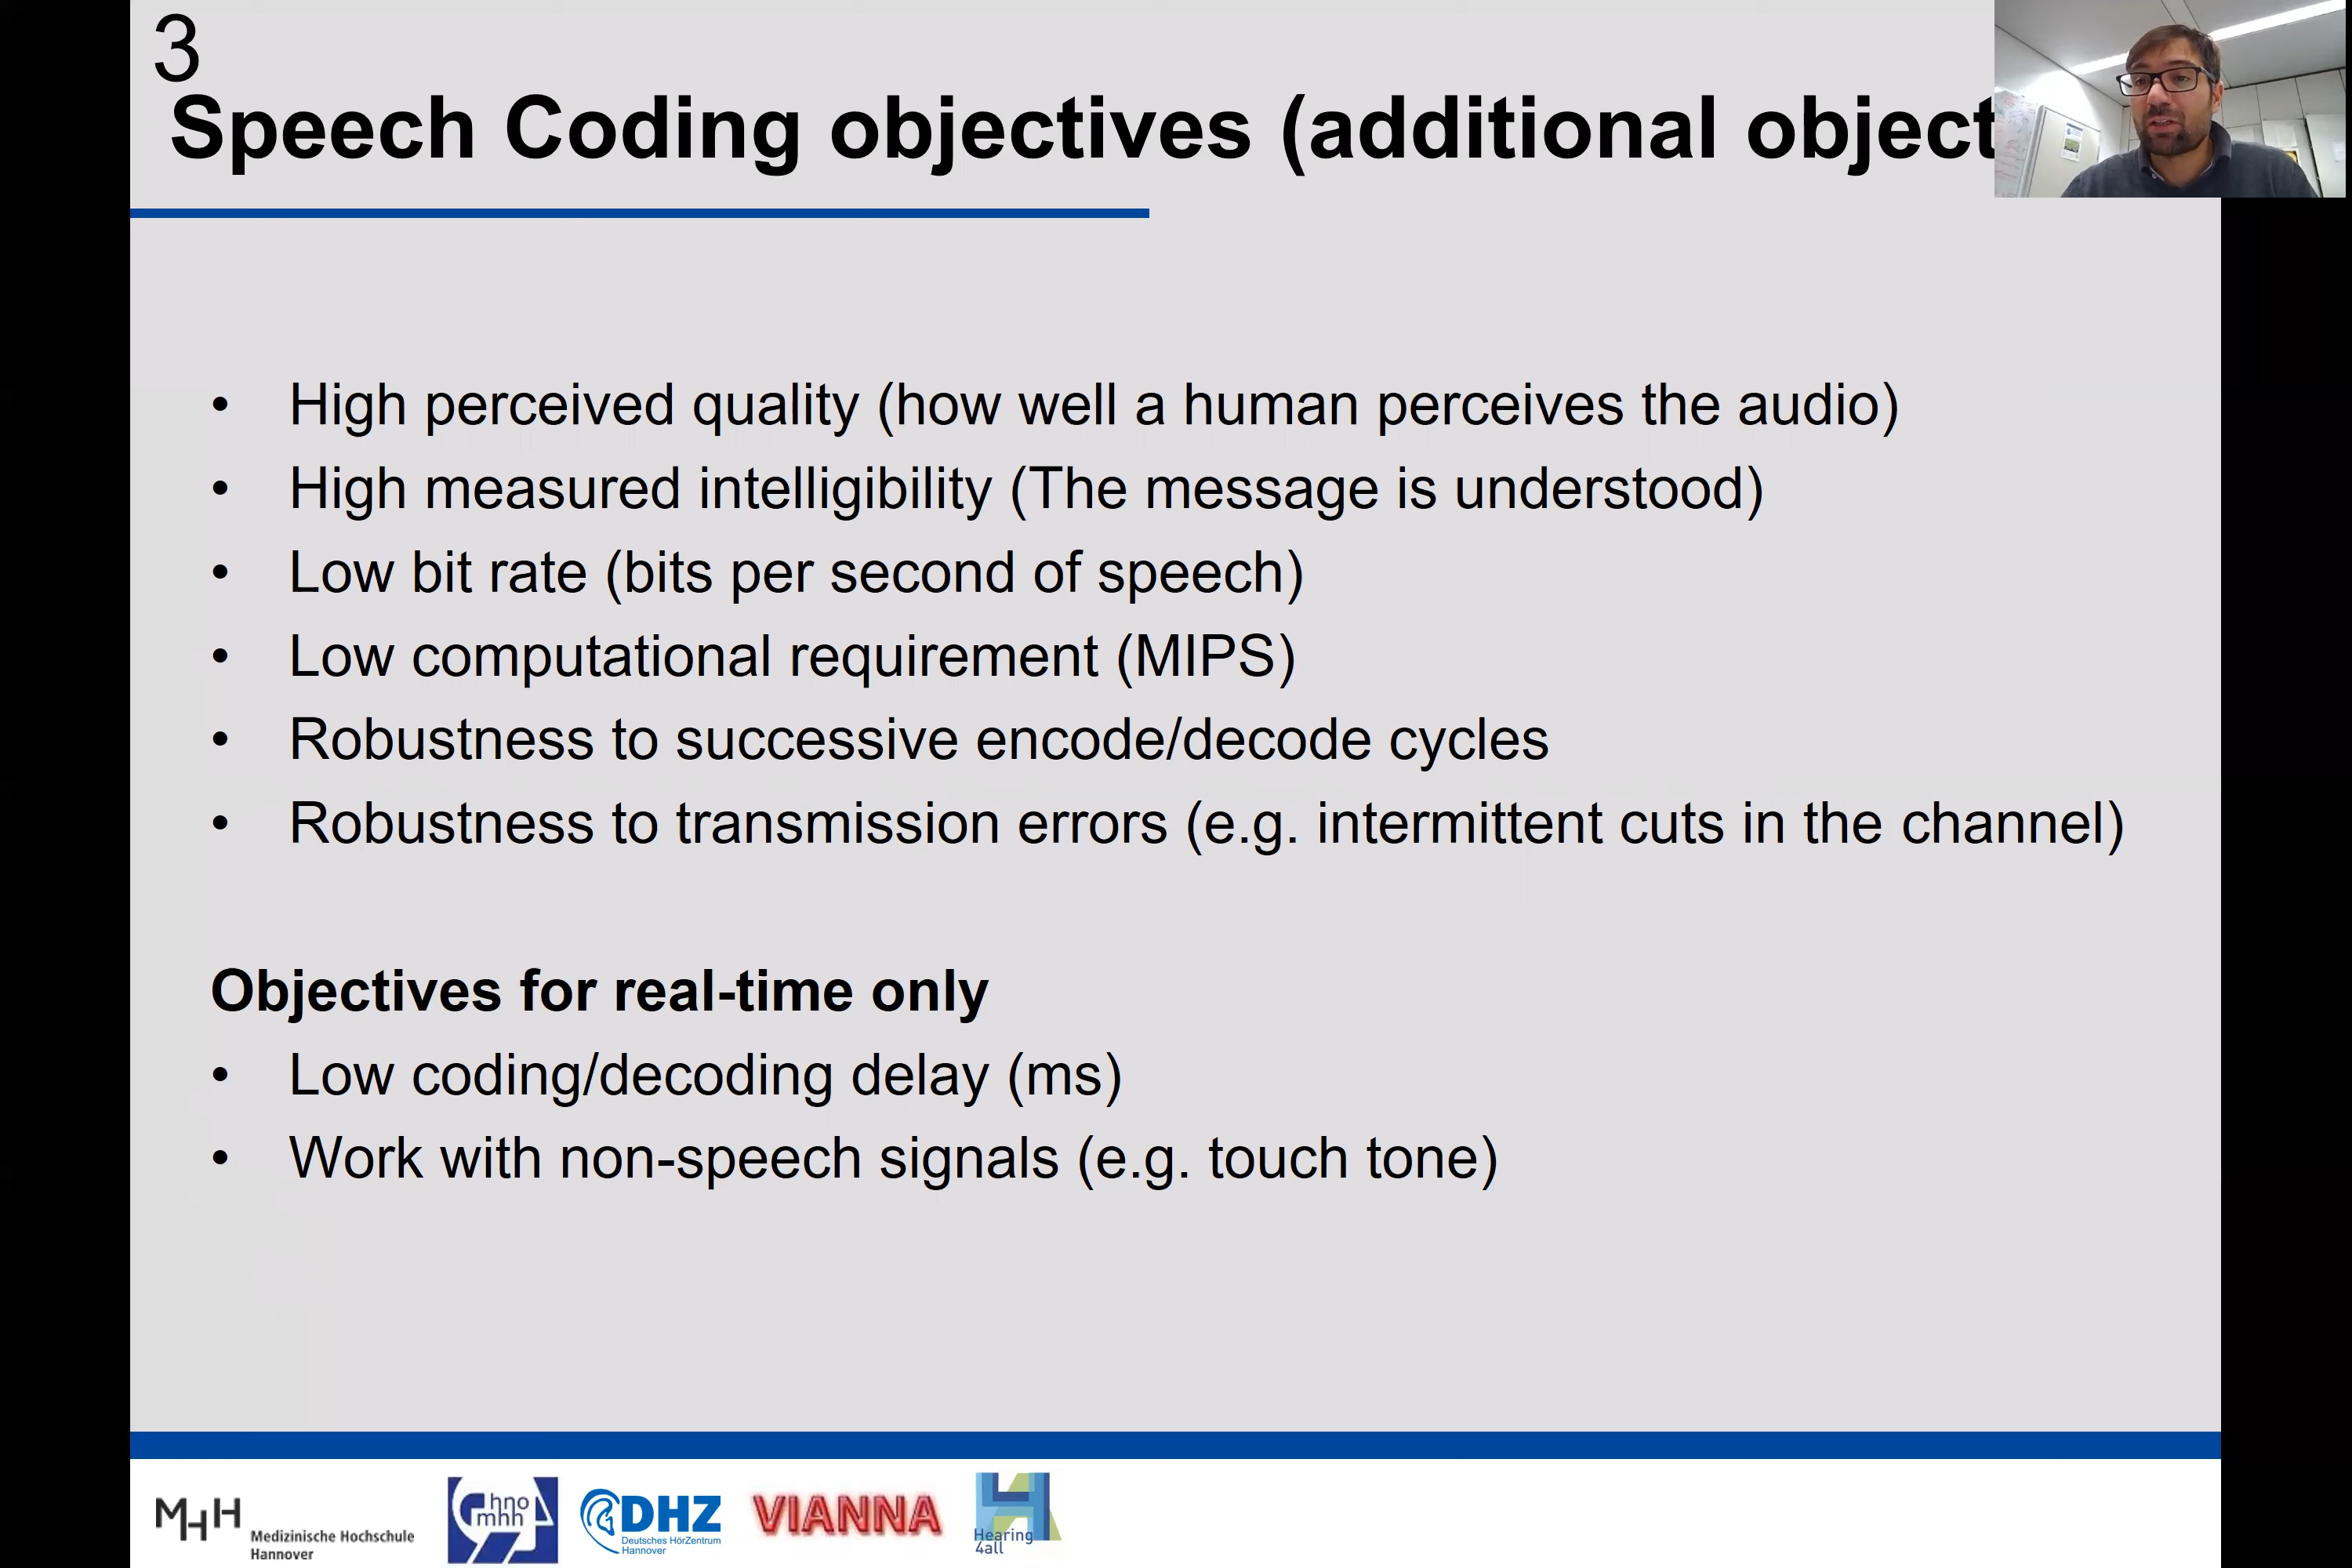 3
Speech Coding objectives (additional object
• High perceived quality (how well a human perceives the audio)
• High measured intelligibility (The message is understood)
• Low bit rate (bits per second of speech)
• Low computational requirement (MIPS)
• Robustness to successive encode/decode cycles
• Robustness to transmission errors (e.g. intermittent cuts in the channel)
Objectives for real-time only
• Low coding/decoding delay (ms)
• Work with non-speech signals (e.g. touch tone)
MHH
Medizinische Hochschule
Hannover
hno
mhh
DHZ
Deutsches HörZentrum
Hannover
VIANNA
Hearing
4all